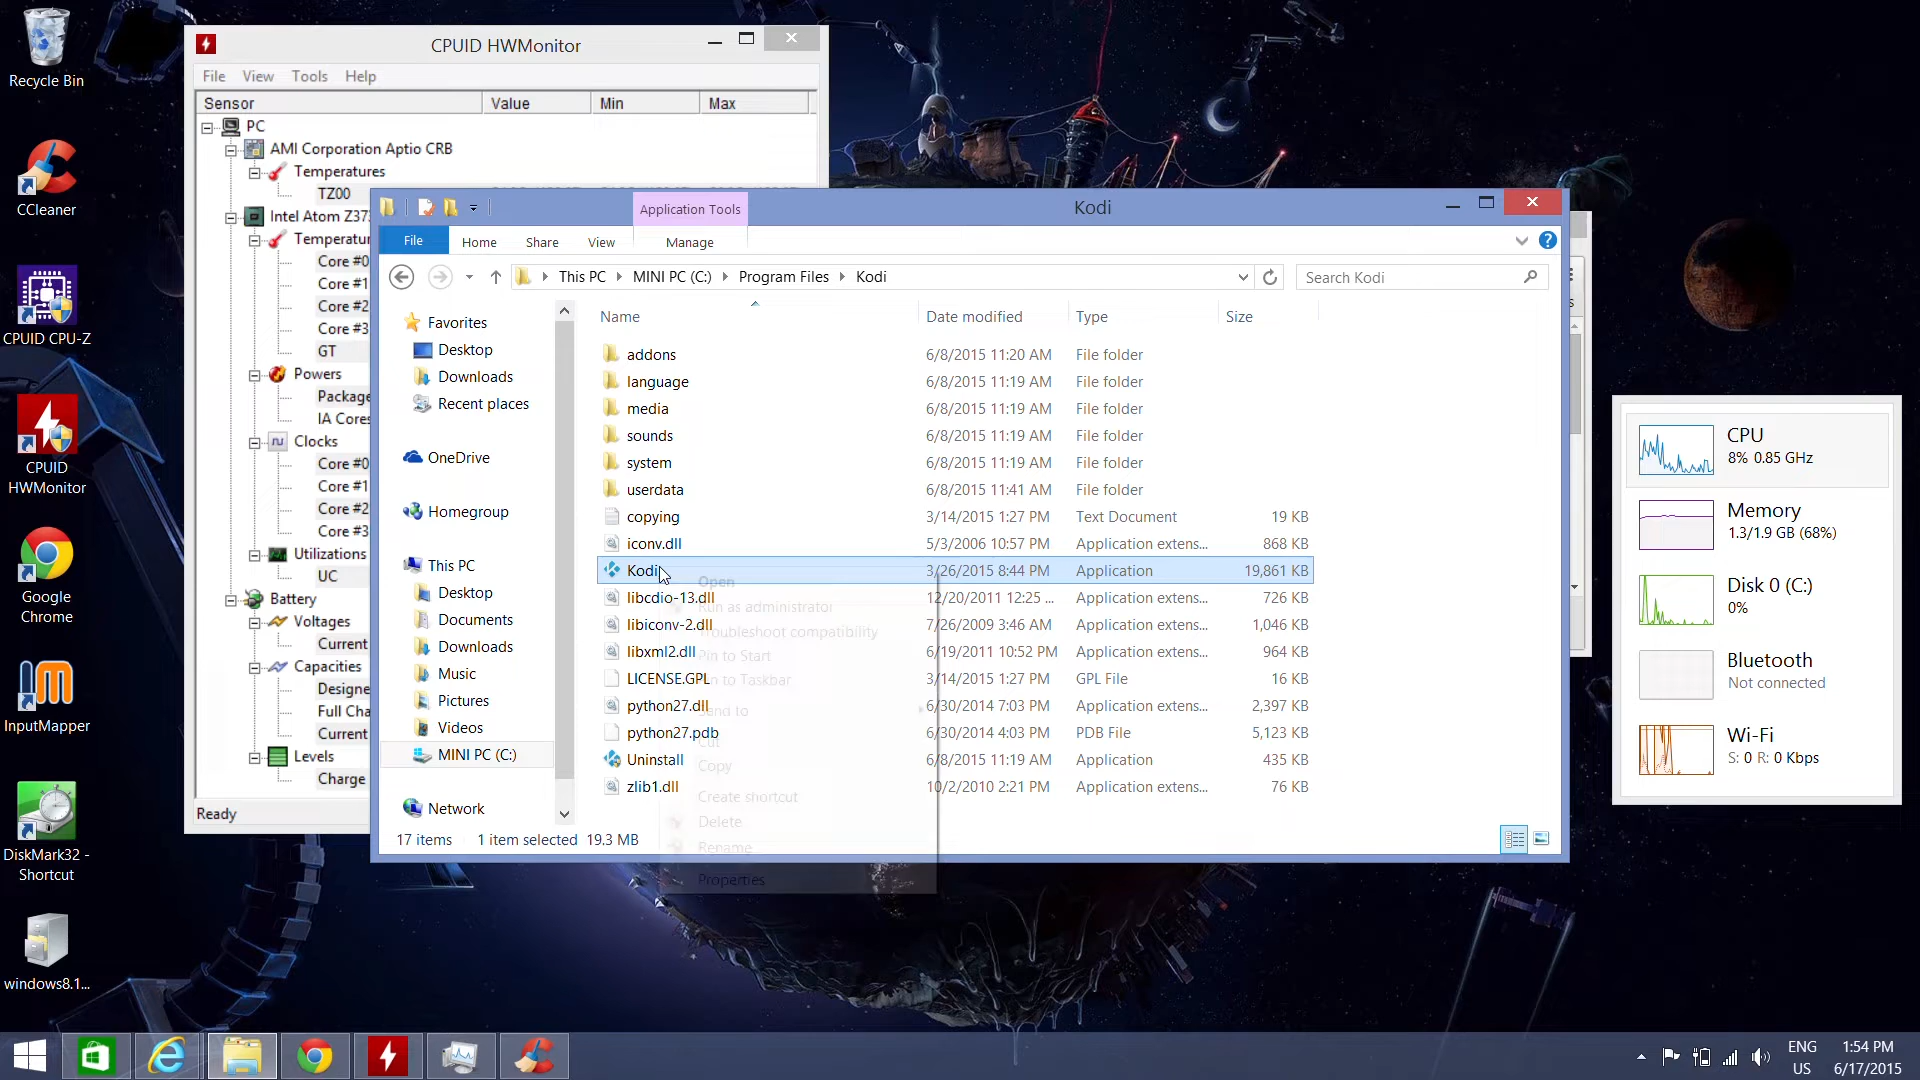 Recycle Bin
CCleaner
CPUID CPU-Z
CPUID
HWMonitor
Google
Chrome
InputMapper
DiskMark32 -
Shortcut
windows8.1...
CPUID HWMonitor
File View Tools Help
Sensor Value Min Max
PC
AMI Corporation Aptio CRB
Temperatures
TZ00
Intel Atom Z37
Temperatur
Core #0
Core #1
Core #2
Core #3
GT
Powers
Package
IA Cores
Clocks
Core #0
Core #1
Core #2
Core #3
Utilizations
UC
Battery
Voltages
Current
Capacities
Designe
Full Cha
Current
Levels
Charge
Ready
Application Tools
Kodi
File Home Share View Manage
This PC MINI PC (C:) Program Files Kodi
Search Kodi
Favorites
Desktop
Downloads
Recent places
OneDrive
Homegroup
This PC
Desktop
Documents
Downloads
Music
Pictures
Videos
MINI PC (C:)
Network
Name Date modified Type Size
addons 6/8/2015 11:20 AM File folder
language 6/8/2015 11:19 AM File folder
media 6/8/2015 11:19 AM File folder
sounds 6/8/2015 11:19 AM File folder
system 6/8/2015 11:19 AM File folder
userdata 6/8/2015 11:41 AM File folder
copying 3/14/2015 1:27 PM Text Document 19 KB
iconv.dll 5/3/2006 10:57 PM Application extens... 868 KB
Kodi 3/26/2015 8:44 PM Application 19,861 KB
libcdio-13.dll 12/20/2011 12:25 ... Application extens... 726 KB
libiconv-2.dll 7/26/2009 3:46 AM Application extens... 1,046 KB
libxml2.dll 6/19/2011 10:52 PM Application extens... 964 KB
LICENSE.GPL 3/14/2015 1:27 PM GPL File 16 KB
python27.dll 6/30/2014 7:03 PM Application extens... 2,397 KB
python27.pdb 6/30/2014 4:03 PM PDB File 5,123 KB
Uninstall 6/8/2015 11:19 AM Application 435 KB
zlib1.dll 10/2/2010 2:21 PM Application extens... 76 KB
Open
Run as administrator
Troubleshoot compatibility
Pin to Start
Pin to Taskbar
Send to
Cut
Copy
Create shortcut
Delete
Rename
Properties
17 items 1 item selected 19.3 MB
CPU
8% 0.85 GHz
Memory
1.3/1.9 GB (68%)
Disk 0 (C:)
0%
Bluetooth
Not connected
Wi-Fi
S: 0 R: 0 Kbps
ENG
US
1:54 PM
6/17/2015